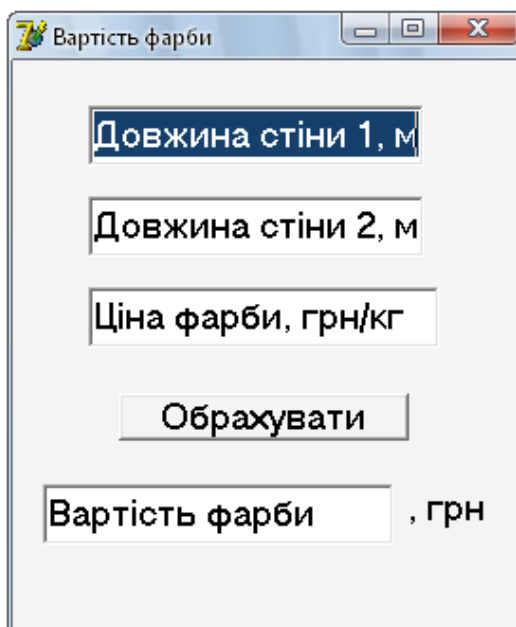 Вартість фарби
Довжина стіни 1, м
Довжина стіни 2, м
Ціна фарби, грн/кг
Обрахувати
Вартість фарби , грн